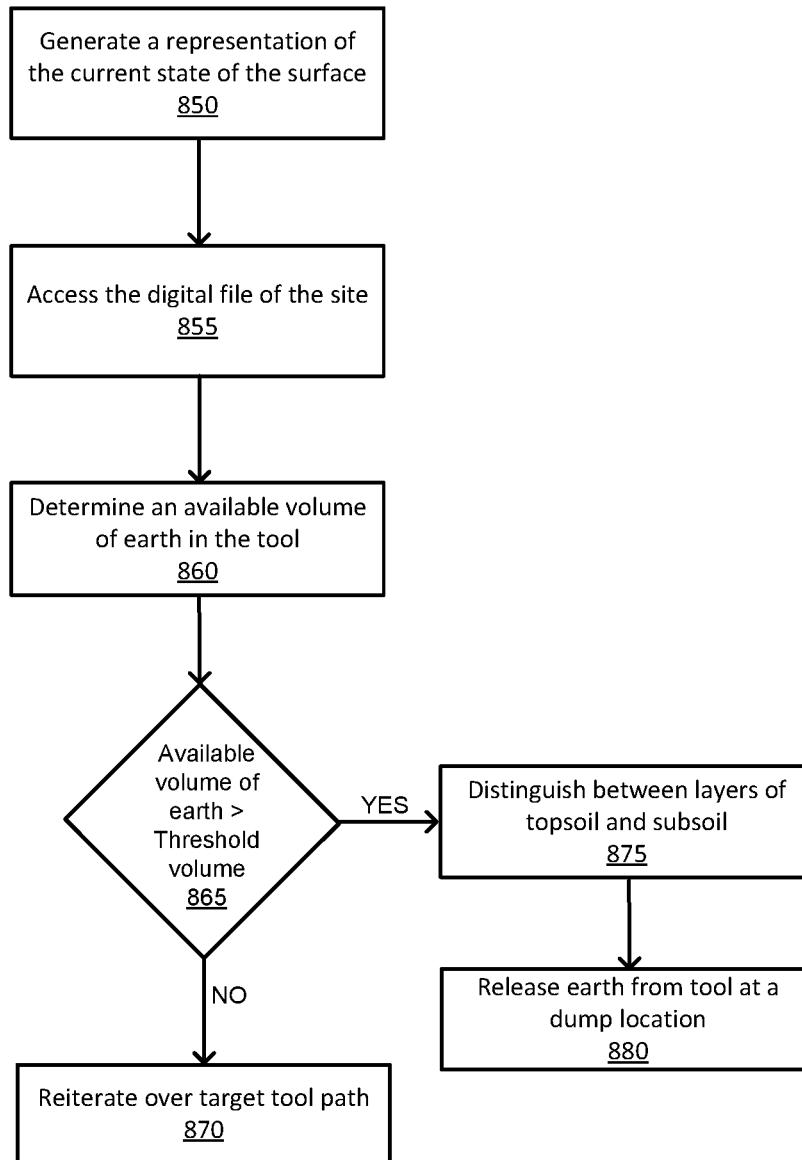 Generate a representation of
the current state of the surface
850
Access the digital file of the site
855
Determine an available volume
of earth in the tool
860
Available
volume of
earth >
Threshold
volume
865
YES
Distinguish between layers of
topsoil and subsoil
875
NO
Release earth from tool at a
dump location
880
Reiterate over target tool path
870